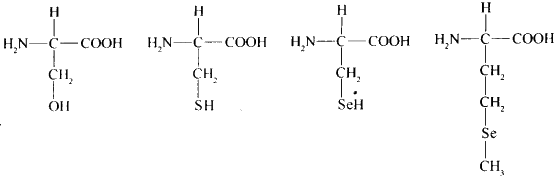 H H H H
H₂N—C—COOH H₂N—C—COOH H₂N—C—COOH H₂N—C—COOH
CH₂ CH₂ CH₂ CH₂
OH SH SeH CH₂
Se
CH₃